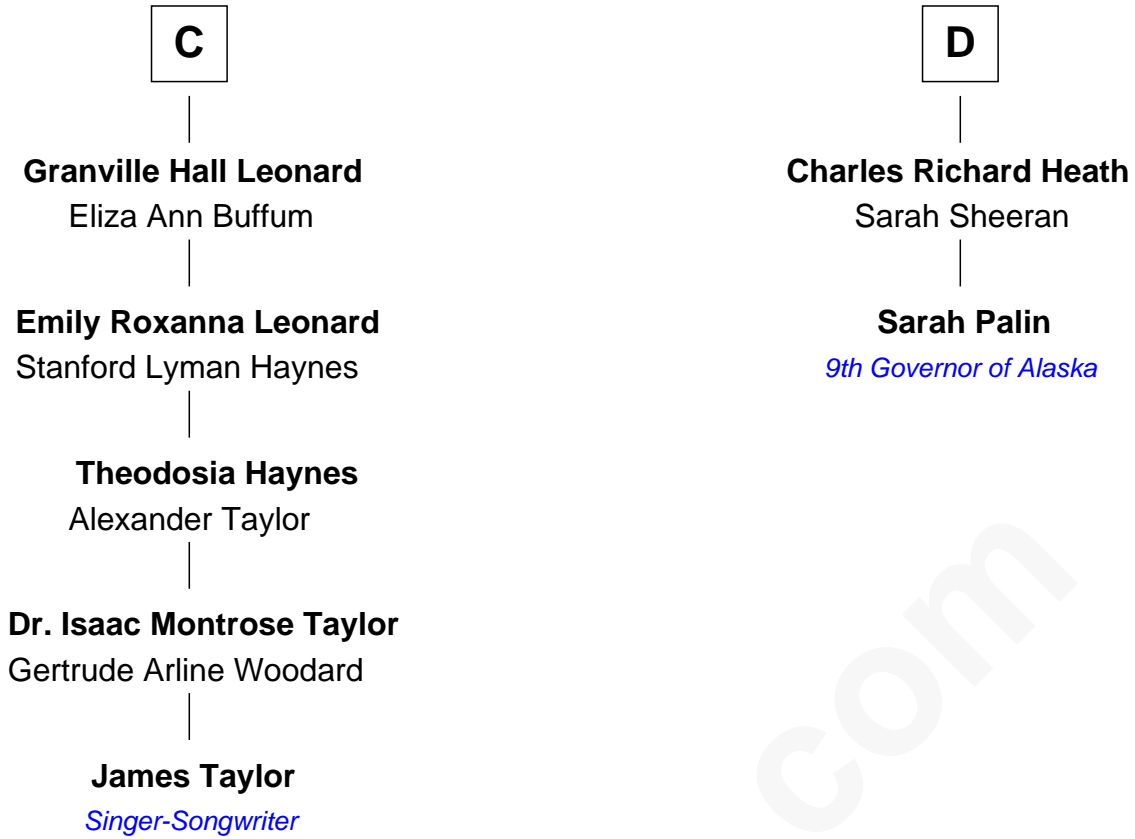 C
Granville Hall Leonard
Eliza Ann Buffum
Emily Roxanna Leonard
Stanford Lyman Haynes
Theodosia Haynes
Alexander Taylor
Dr. Isaac Montrose Taylor
Gertrude Arline Woodard
James Taylor
Singer-Songwriter
D
Charles Richard Heath
Sarah Sheeran
Sarah Palin
9th Governor of Alaska
com